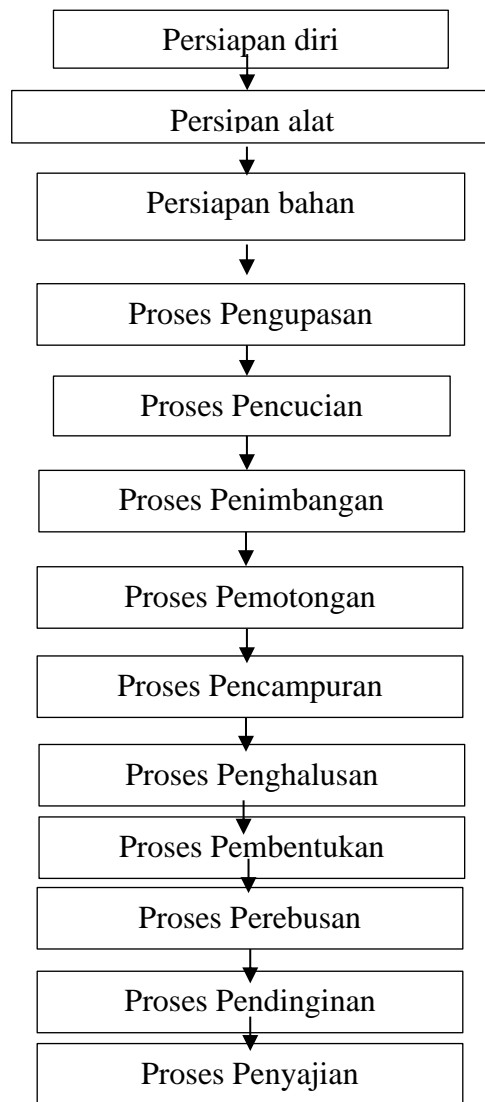 Persiapan diri
Persipan alat
Persiapan bahan
Proses Pengupasan
Proses Pencucian
Proses Penimbangan
Proses Pemotongan
Proses Pencampuran
Proses Penghalusan
Proses Pembentukan
Proses Perebusan
Proses Pendinginan
Proses Penyajian